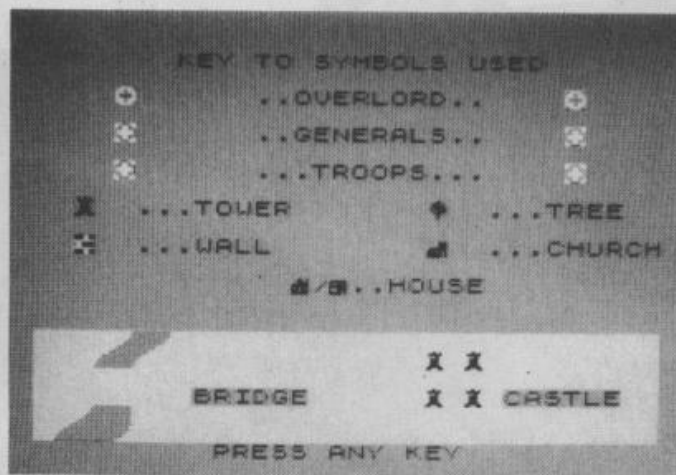 KEY TO SYMBOLS USED
..OVERLORD..
..GENERALS..
...TROOPS...
...TOWER ...TREE
...WALL ...CHURCH
/ ..HOUSE
BRIDGE CASTLE
PRESS ANY KEY